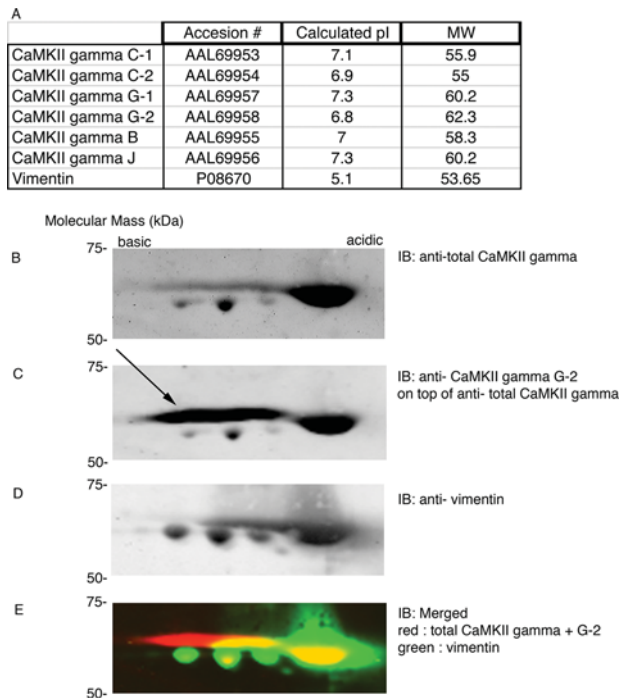 A
Accesion # Calculated pI MW
CaMKII gamma C-1 AAL69953 7.1 55.9
CaMKII gamma C-2 AAL69954 6.9 55
CaMKII gamma G-1 AAL69957 7.3 60.2
CaMKII gamma G-2 AAL69958 6.8 62.3
CaMKII gamma B AAL69955 7 58.3
CaMKII gamma J AAL69956 7.3 60.2
Vimentin P08670 5.1 53.65
Molecular Mass (kDa)
basic acidic
75-
B IB: anti-total CaMKII gamma
50-
75-
C IB: anti- CaMKII gamma G-2
on top of anti- total CaMKII gamma
50-
75-
D IB: anti- vimentin
50-
75-
E IB: Merged
red : total CaMKII gamma + G-2
green : vimentin
50-